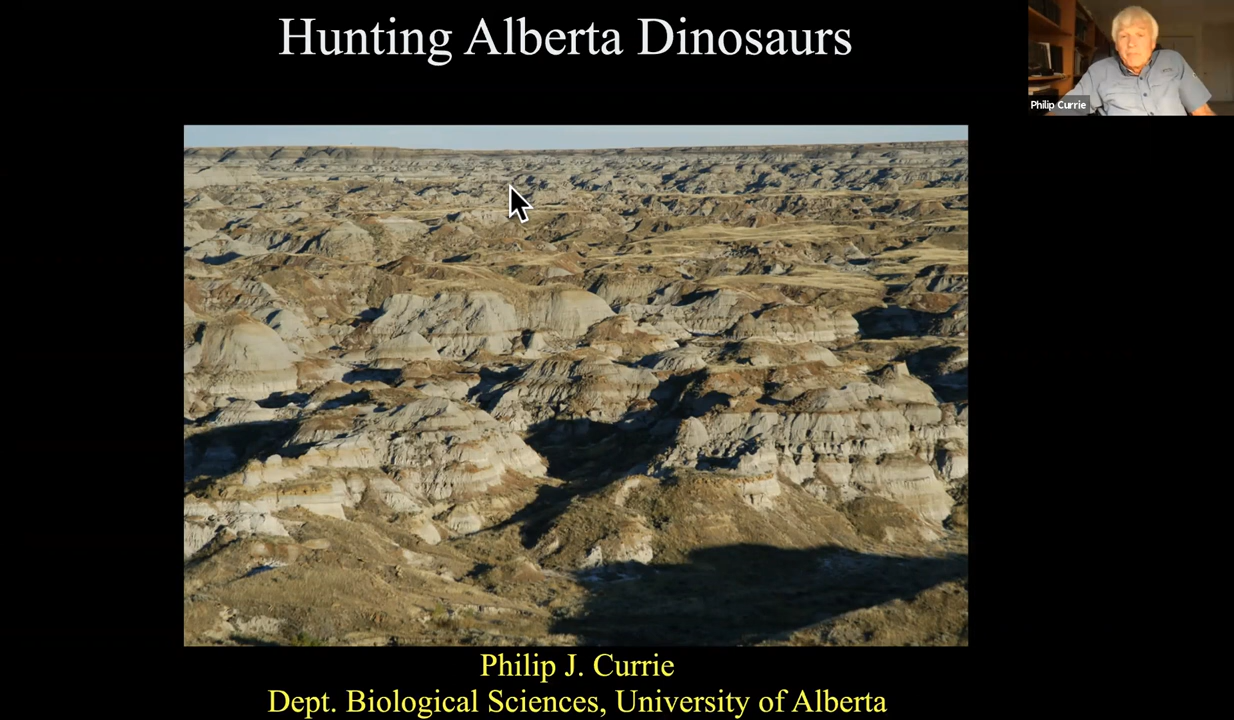 Hunting Alberta Dinosaurs
Philip Currie
Philip J. Currie
Dept. Biological Sciences, University of Alberta